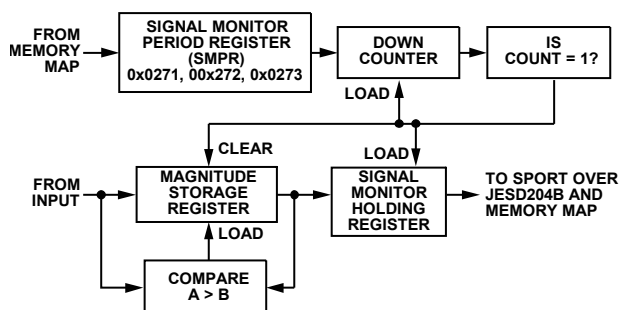 FROM
MEMORY
MAP
SIGNAL MONITOR
PERIOD REGISTER
(SMPR)
0x0271, 00x272, 0x0273
DOWN
COUNTER
IS
COUNT = 1?
LOAD
CLEAR
LOAD
FROM
INPUT
MAGNITUDE
STORAGE
REGISTER
SIGNAL
MONITOR
HOLDING
REGISTER
TO SPORT OVER
JESD204B AND
MEMORY MAP
LOAD
COMPARE
A > B